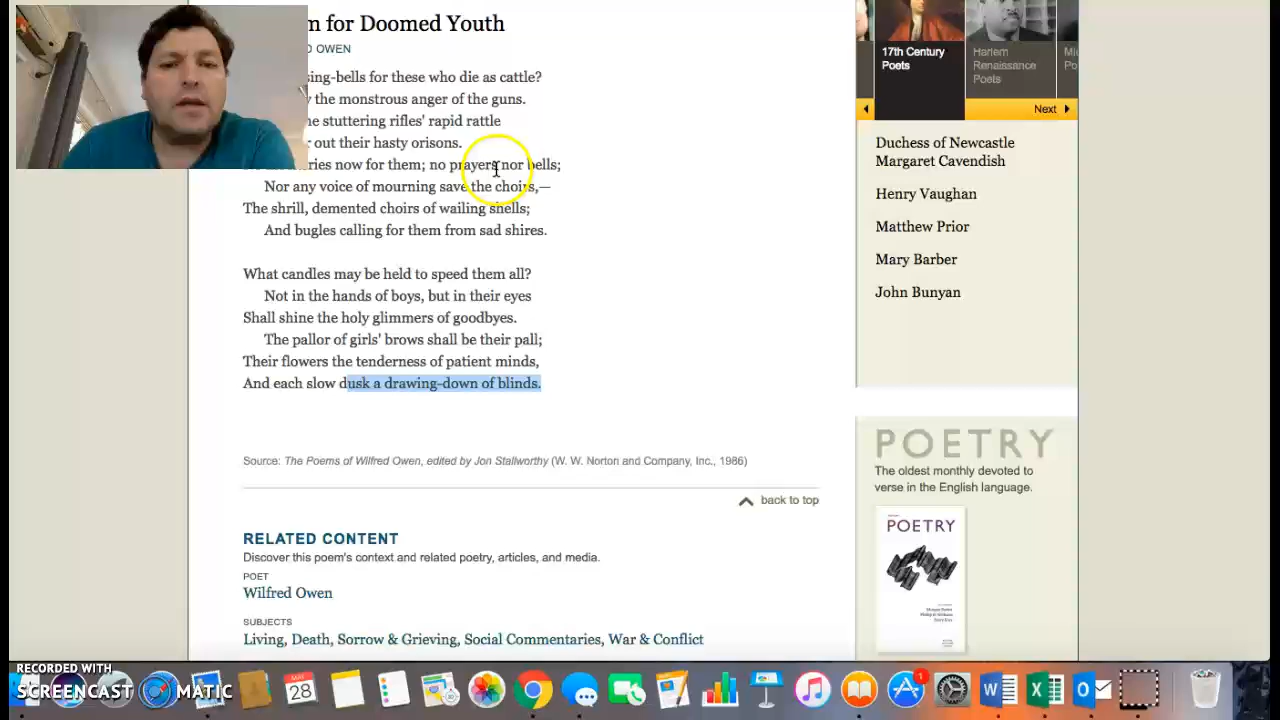 m for Doomed Youth
OWEN
sing-bells for these who die as cattle?
the monstrous anger of the guns.
stuttering rifles' rapid rattle
out their hasty orisons.
now for them; no prayers nor bells;
Nor any voice of mourning save the choirs,—
The shrill, demented choirs of wailing shells;
And bugles calling for them from sad shires.
What candles may be held to speed them all?
Not in the hands of boys, but in their eyes
Shall shine the holy glimmers of goodbyes.
The pallor of girls' brows shall be their pall;
Their flowers the tenderness of patient minds,
And each slow dusk a drawing-down of blinds.
Source: The Poems of Wilfred Owen, edited by Jon Stallworthy (W. W. Norton and Company, Inc., 1986)
back to top
RELATED CONTENT
Discover this poem's context and related poetry, articles, and media.
POET
Wilfred Owen
SUBJECTS
Living, Death, Sorrow & Grieving, Social Commentaries, War & Conflict
17th Century
Poets
Harlem
Renaissance
Poets
Next
Duchess of Newcastle
Margaret Cavendish
Henry Vaughan
Matthew Prior
Mary Barber
John Bunyan
POETRY
The oldest monthly devoted to
verse in the English language.
POETRY
RECORDED WITH
SCREENCAST MATIC
MAY
28
1